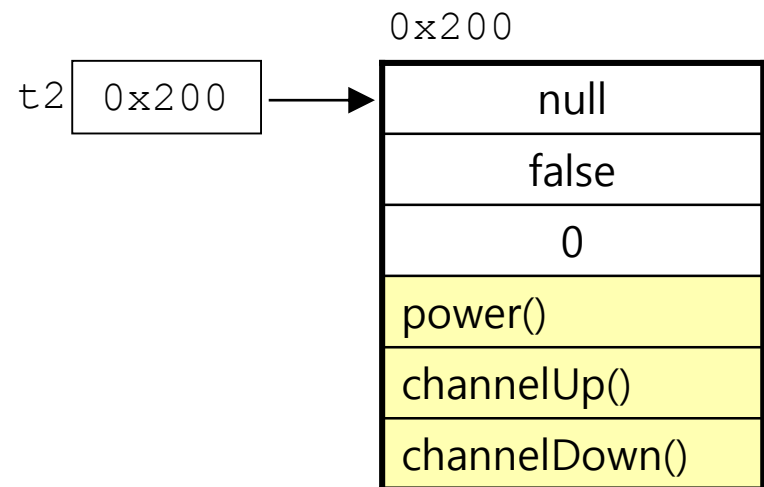 0x200
t2 0x200 null
false
0
power()
channelUp()
channelDown()